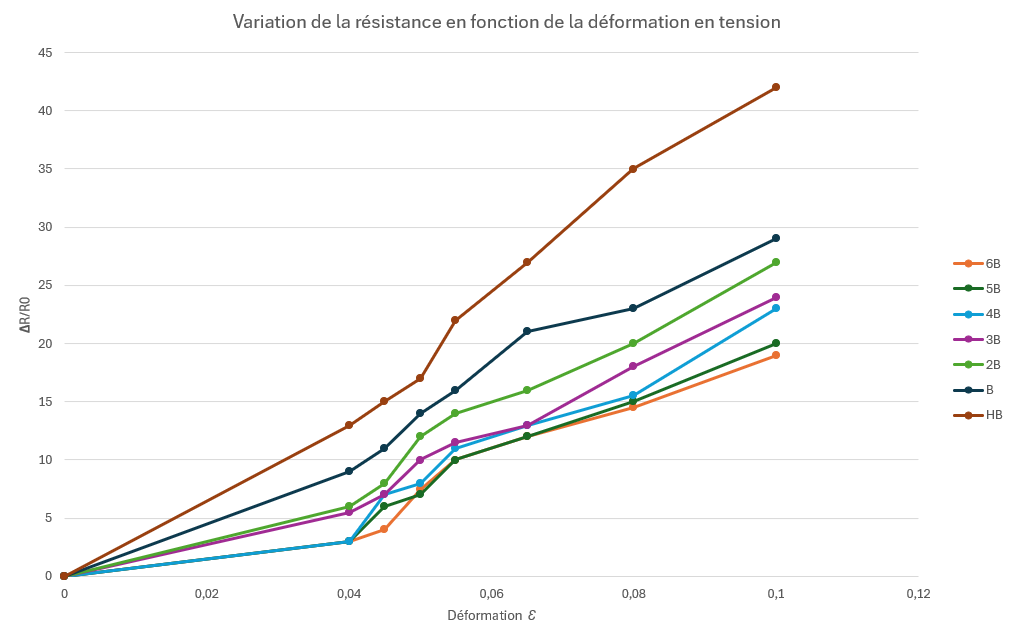 Variation de la résistance en fonction de la déformation en tension
45
40
35
30
25
20
15
10
5
0
ΔR/R0
0 0,02 0,04 0,06 0,08 0,1 0,12
Déformation ε
6B
5B
4B
3B
2B
B
HB